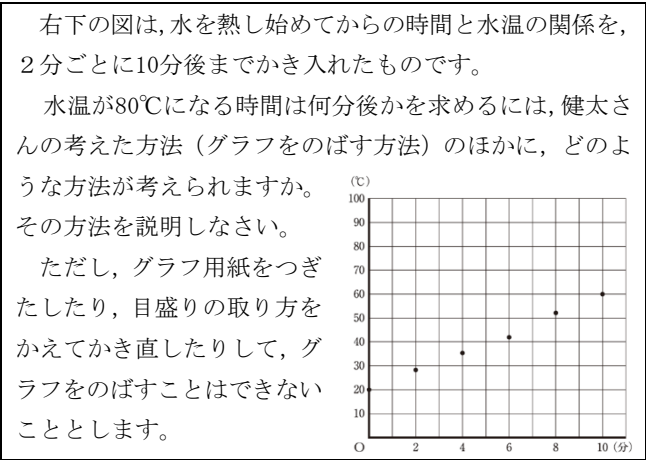 右下の図は,水を熱し始めてからの時間と水温の関係を,
２分ごとに10分後までかき入れたものです。
水温が80℃になる時間は何分後かを求めるには,健太さ
んの考えた方法（グラフをのばす方法）のほかに，どのよ
うな方法が考えられますか。
その方法を説明しなさい。
ただし，グラフ用紙をつぎ
たしたり，目盛りの取り方を
かえてかき直したりして，グ
ラフをのばすことはできない
こととします。
(℃)
100
90
80
70
60
50
40
30
20
10
O 2 4 6 8 10 (分)